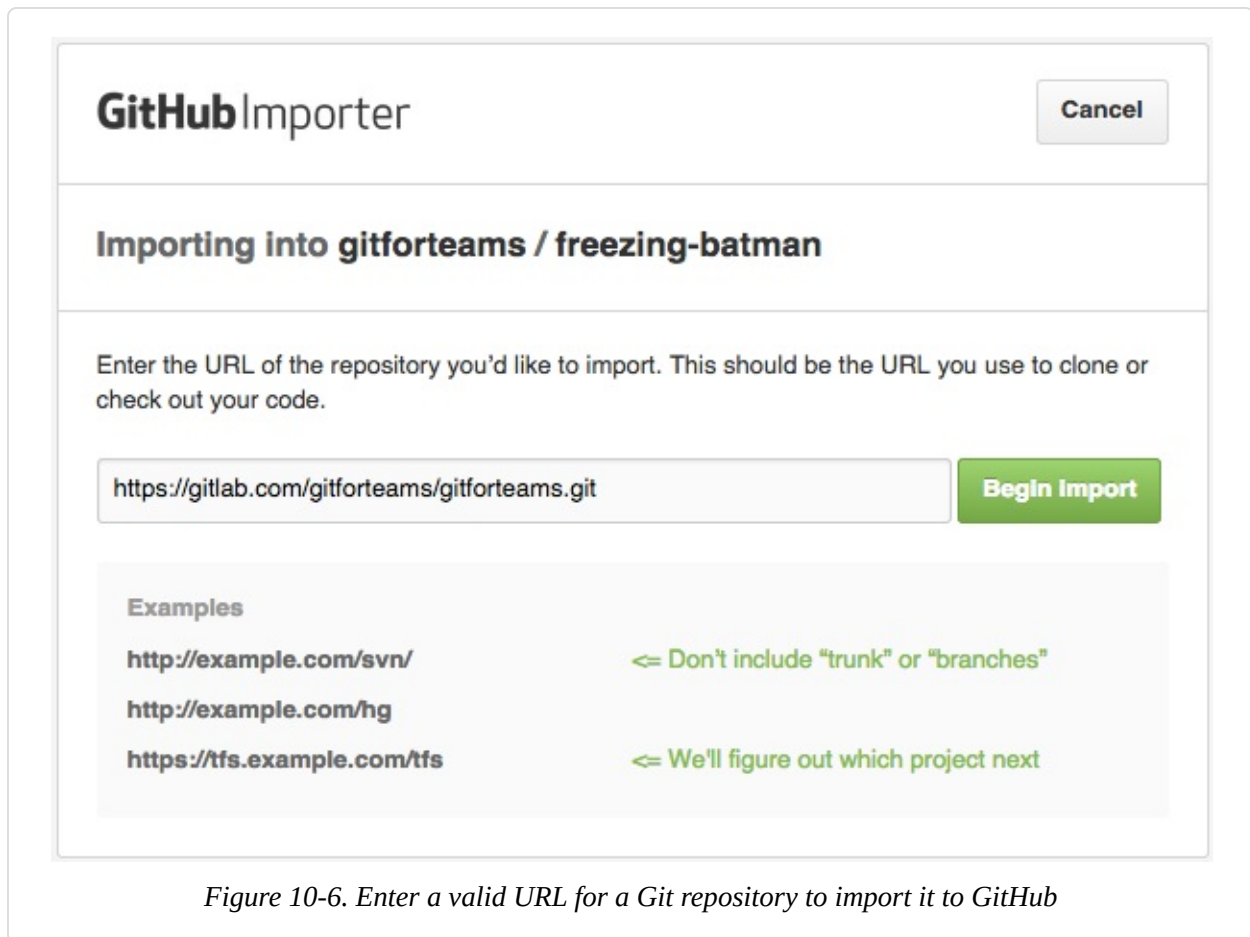 GitHub Importer
Cancel
Importing into gitforteams / freezing-batman
Enter the URL of the repository you'd like to import. This should be the URL you use to clone or
check out your code.
https://gitlab.com/gitforteams/gitforteams.git
Begin Import
Examples
http://example.com/svn/ <= Don't include “trunk” or “branches”
http://example.com/hg
https://tfs.example.com/tfs <= We'll figure out which project next
Figure 10-6. Enter a valid URL for a Git repository to import it to GitHub